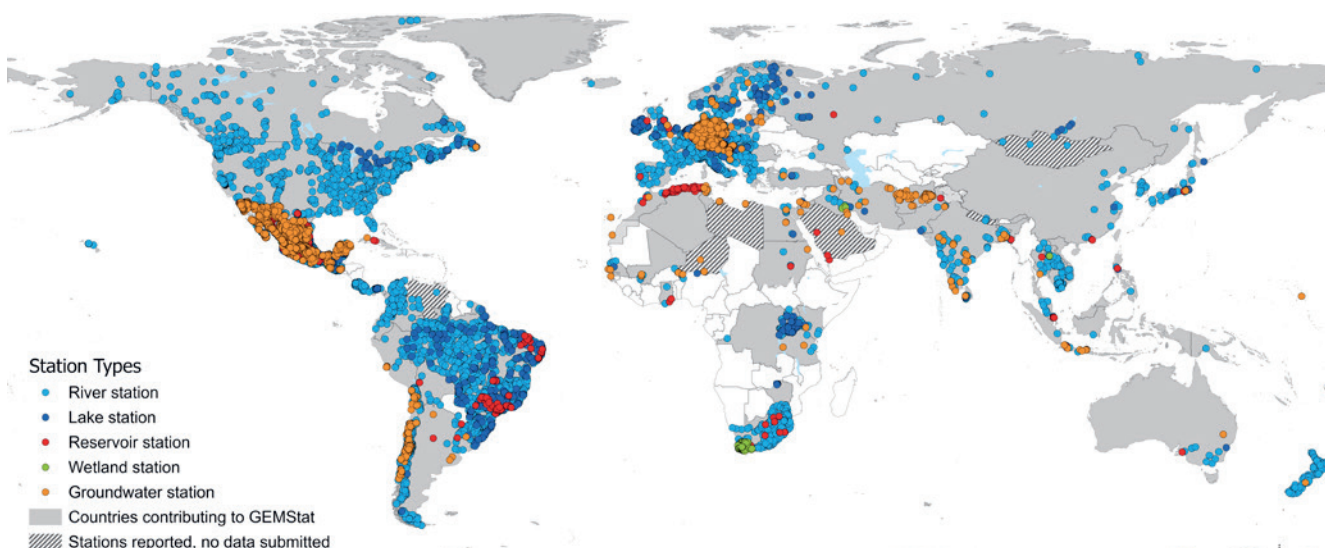 Station Types
River station
Lake station
Reservoir station
Wetland station
Groundwater station
Countries contributing to GEMStat
Stations reported, no data submitted